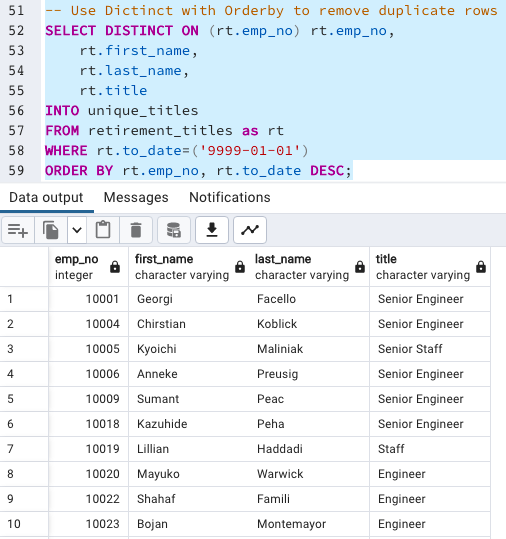 51 -- Use Dictinct with Orderby to remove duplicate rows
52 SELECT DISTINCT ON (rt.emp_no) rt.emp_no,
53 rt.first_name,
54 rt.last_name,
55 rt.title
56 INTO unique_titles
57 FROM retirement_titles as rt
58 WHERE rt.to_date=('9999-01-01')
59 ORDER BY rt.emp_no, rt.to_date DESC;
Data output Messages Notifications
emp_no first_name last_name title
integer character varying character varying character varying
1 10001 Georgi Facello Senior Engineer
2 10004 Chirstian Koblick Senior Engineer
3 10005 Kyoichi Maliniak Senior Staff
4 10006 Anneke Preusig Senior Engineer
5 10009 Sumant Peac Senior Engineer
6 10018 Kazuhide Peha Senior Engineer
7 10019 Lillian Haddadi Staff
8 10020 Mayuko Warwick Engineer
9 10022 Shahaf Famili Engineer
10 10023 Bojan Montemayor Engineer